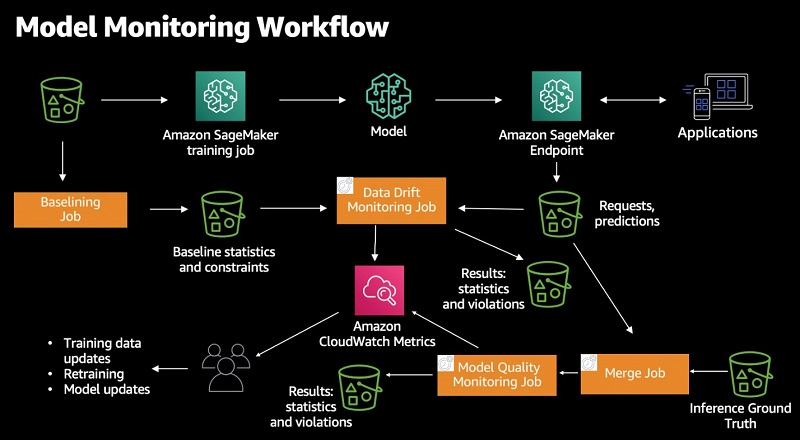 Model Monitoring Workflow
Amazon SageMaker
training job
Model
Amazon SageMaker
Endpoint
Applications
Baselining
Job
Baseline statistics
and constraints
Data Drift
Monitoring Job
Requests,
predictions
Results:
statistics
and violations
Amazon
CloudWatch Metrics
• Training data
updates
• Retraining
• Model updates
Results:
statistics
and violations
Model Quality
Monitoring Job
Merge Job
Inference Ground
Truth